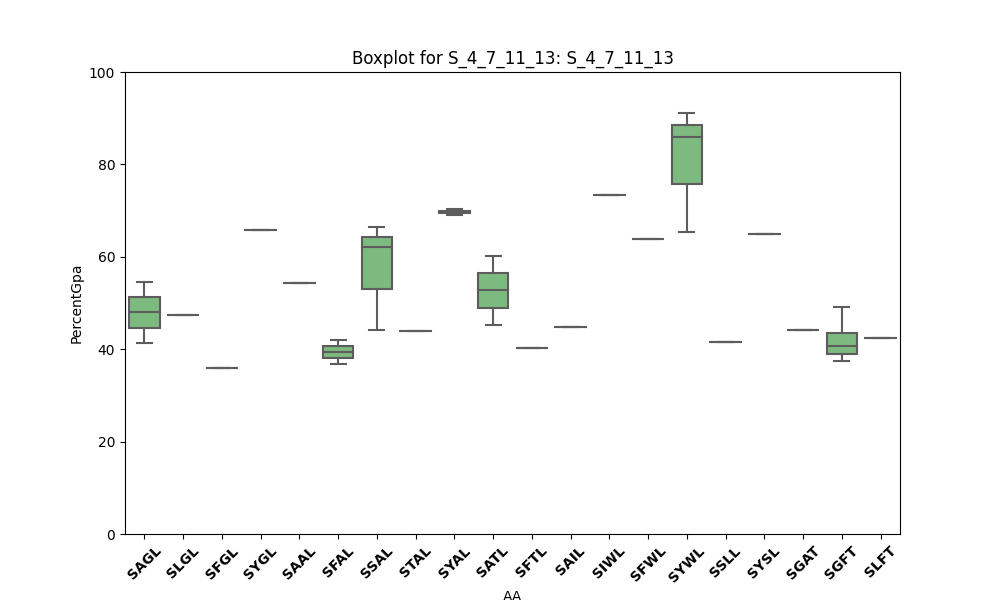 Boxplot for S_4_7_11_13: S_4_7_11_13
100
80
60
40
20
0
PercentGpa
SAGL SLGL SFGL SYGL SAAL SFAL SSAL STAL SYAL SATL SFTL SAIL SIWL SFWL SYWL SSLL SYSL SGAT SGFT SLFT
AA